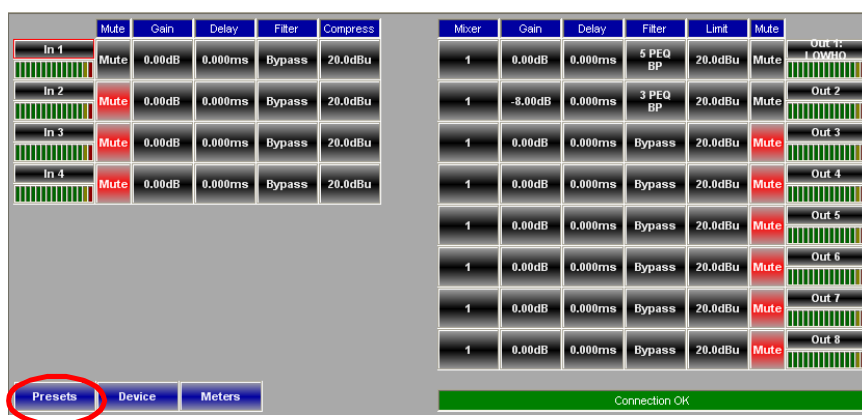 Mute Gain Delay Filter Compress
In 1 Mute 0.00dB 0.000ms Bypass 20.0dBu
In 2 Mute 0.00dB 0.000ms Bypass 20.0dBu
In 3 Mute 0.00dB 0.000ms Bypass 20.0dBu
In 4 Mute 0.00dB 0.000ms Bypass 20.0dBu
Mixer Gain Delay Filter Limit Mute
1 0.00dB 0.000ms 5 PEQ BP 20.0dBu Mute Out 1: LOWHO
1 -8.00dB 0.000ms 3 PEQ BP 20.0dBu Mute Out 2
1 0.00dB 0.000ms Bypass 20.0dBu Mute Out 3
1 0.00dB 0.000ms Bypass 20.0dBu Mute Out 4
1 0.00dB 0.000ms Bypass 20.0dBu Mute Out 5
1 0.00dB 0.000ms Bypass 20.0dBu Mute Out 6
1 0.00dB 0.000ms Bypass 20.0dBu Mute Out 7
1 0.00dB 0.000ms Bypass 20.0dBu Mute Out 8
Presets Device Meters
Connection OK